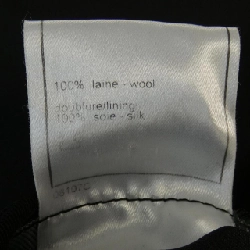 100% laine - wool
doublure/lining
100% soie - silk